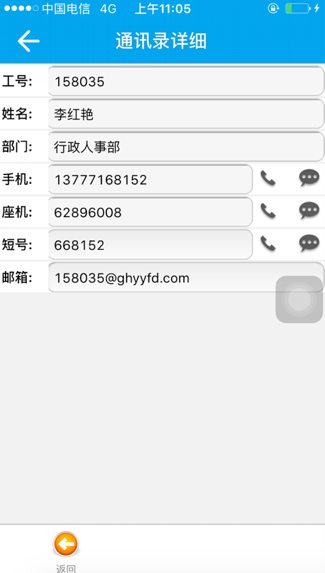 中国电信 4G 上午11:05
通讯录详细
工号: 158035
姓名: 李红艳
部门: 行政人事部
手机: 13777168152
座机: 62896008
短号: 668152
邮箱: 158035@ghyyfd.com
返回